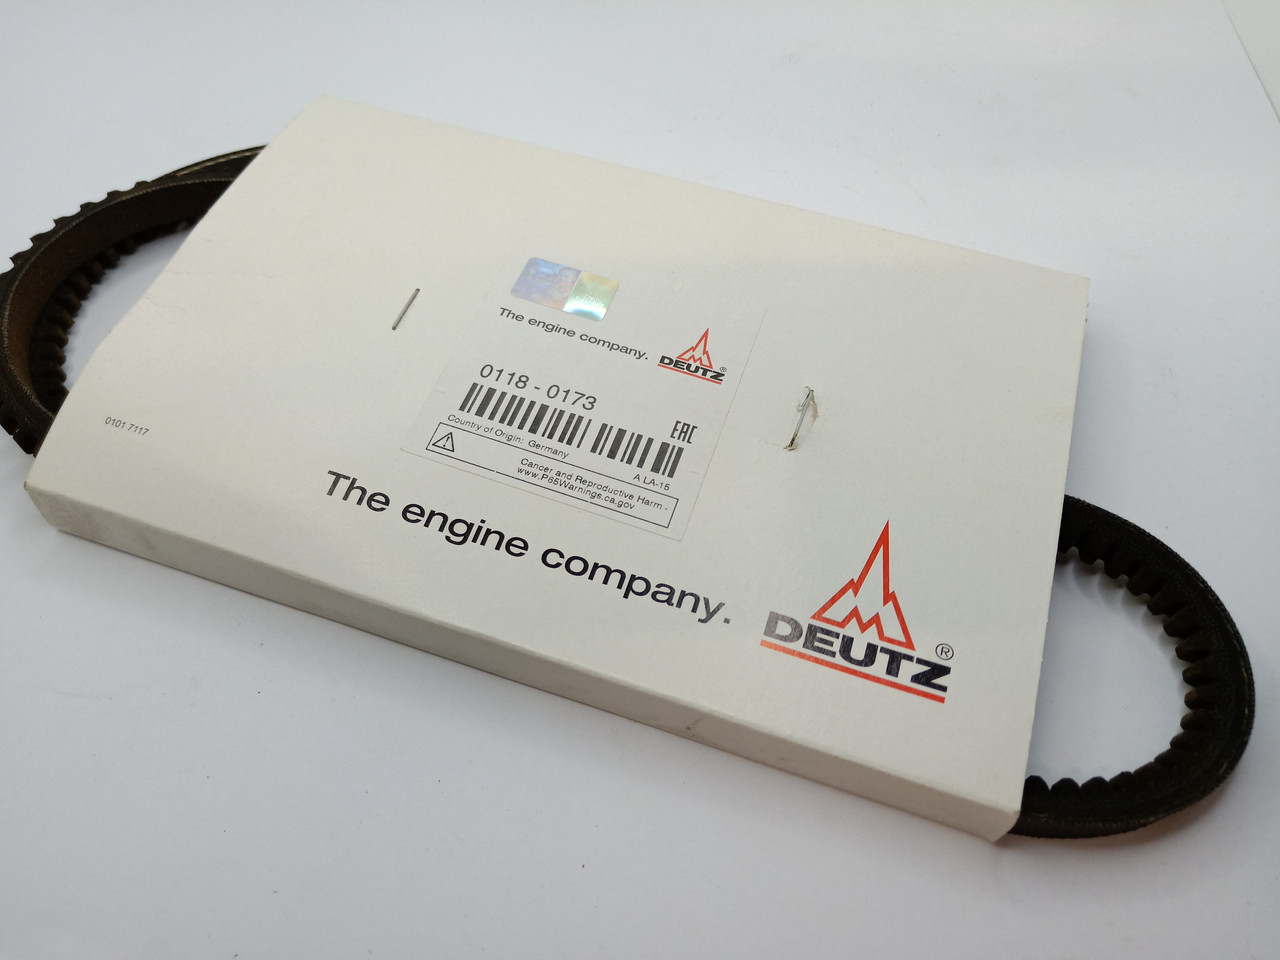 The engine company.
DEUTZ®
0118 - 0173
EAC
Country of Origin: Germany
A LA-15
Cancer and Reproductive Harm -
www.P65Warnings.ca.gov
0101 7117
The engine company.
DEUTZ®